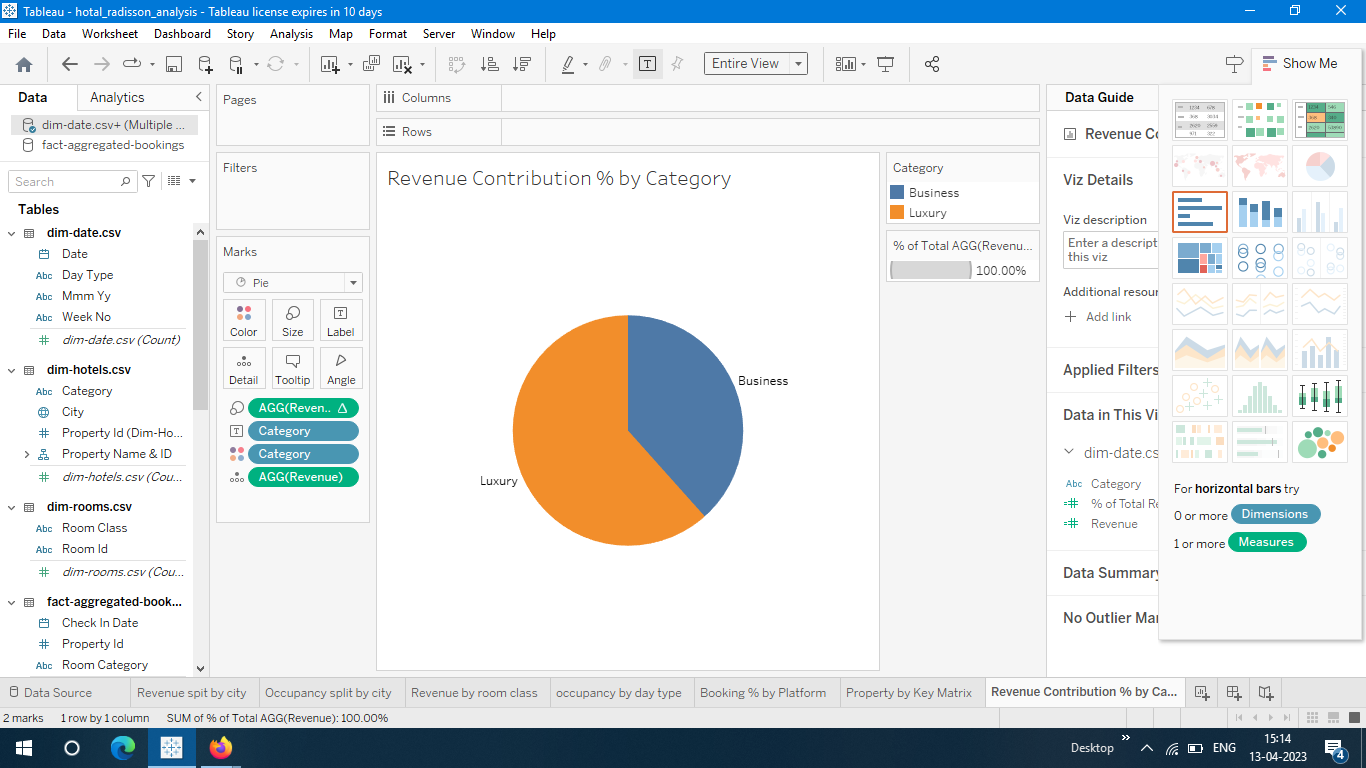 Tableau - hotal_radisson_analysis - Tableau license expires in 10 days
File Data Worksheet Dashboard Story Analysis Map Format Server Window Help
Entire View
Show Me
Data Analytics
dim-date.csv+ (Multiple ...
fact-aggregated-bookings
Search
Tables
dim-date.csv
Date
Abc Day Type
Abc Mmm Yy
Abc Week No
dim-date.csv (Count)
dim-hotels.csv
Abc Category
City
Property Id (Dim-Ho...
Property Name & ID
dim-hotels.csv (Cou...
dim-rooms.csv
Abc Room Class
Abc Room Id
dim-rooms.csv (Cou...
fact-aggregated-book...
Check In Date
Property Id
Abc Room Category
Pages
Filters
Marks
Pie
Color Size Label
Detail Tooltip Angle
AGG(Reven..
Category
Category
AGG(Revenue)
Columns
Rows
Revenue Contribution % by Category
Business
Luxury
Category
Business
Luxury
% of Total AGG(Revenu...
100.00%
Data Guide
Revenue Co
Viz Details
Viz description
Enter a descript
this viz
Additional resour
Add link
Applied Filters
Data in This Vi
dim-date.cs
Abc Category
% of Total Re
Revenue
Data Summary
No Outlier Mar
For horizontal bars try
0 or more Dimensions
1 or more Measures
Data Source Revenue spit by city Occupancy split by city Revenue by room class occupancy by day type Booking % by Platform Property by Key Matrix Revenue Contribution % by Ca...
2 marks 1 row by 1 column SUM of % of Total AGG(Revenue): 100.00%
Desktop ENG
15:14
13-04-2023
4